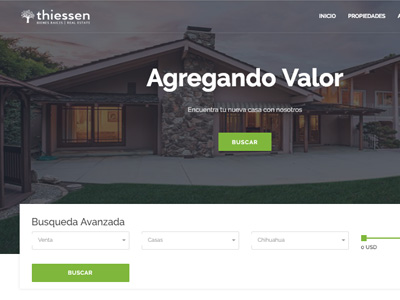 thiessen
BIENES RAICES | REAL ESTATE
INICIO
PROPIEDADES
A
Agregando Valor
Encuentra tu nueva casa con nosotros
BUSCAR
Busqueda Avanzada
Venta
Casas
Chihuahua
0 USD
BUSCAR